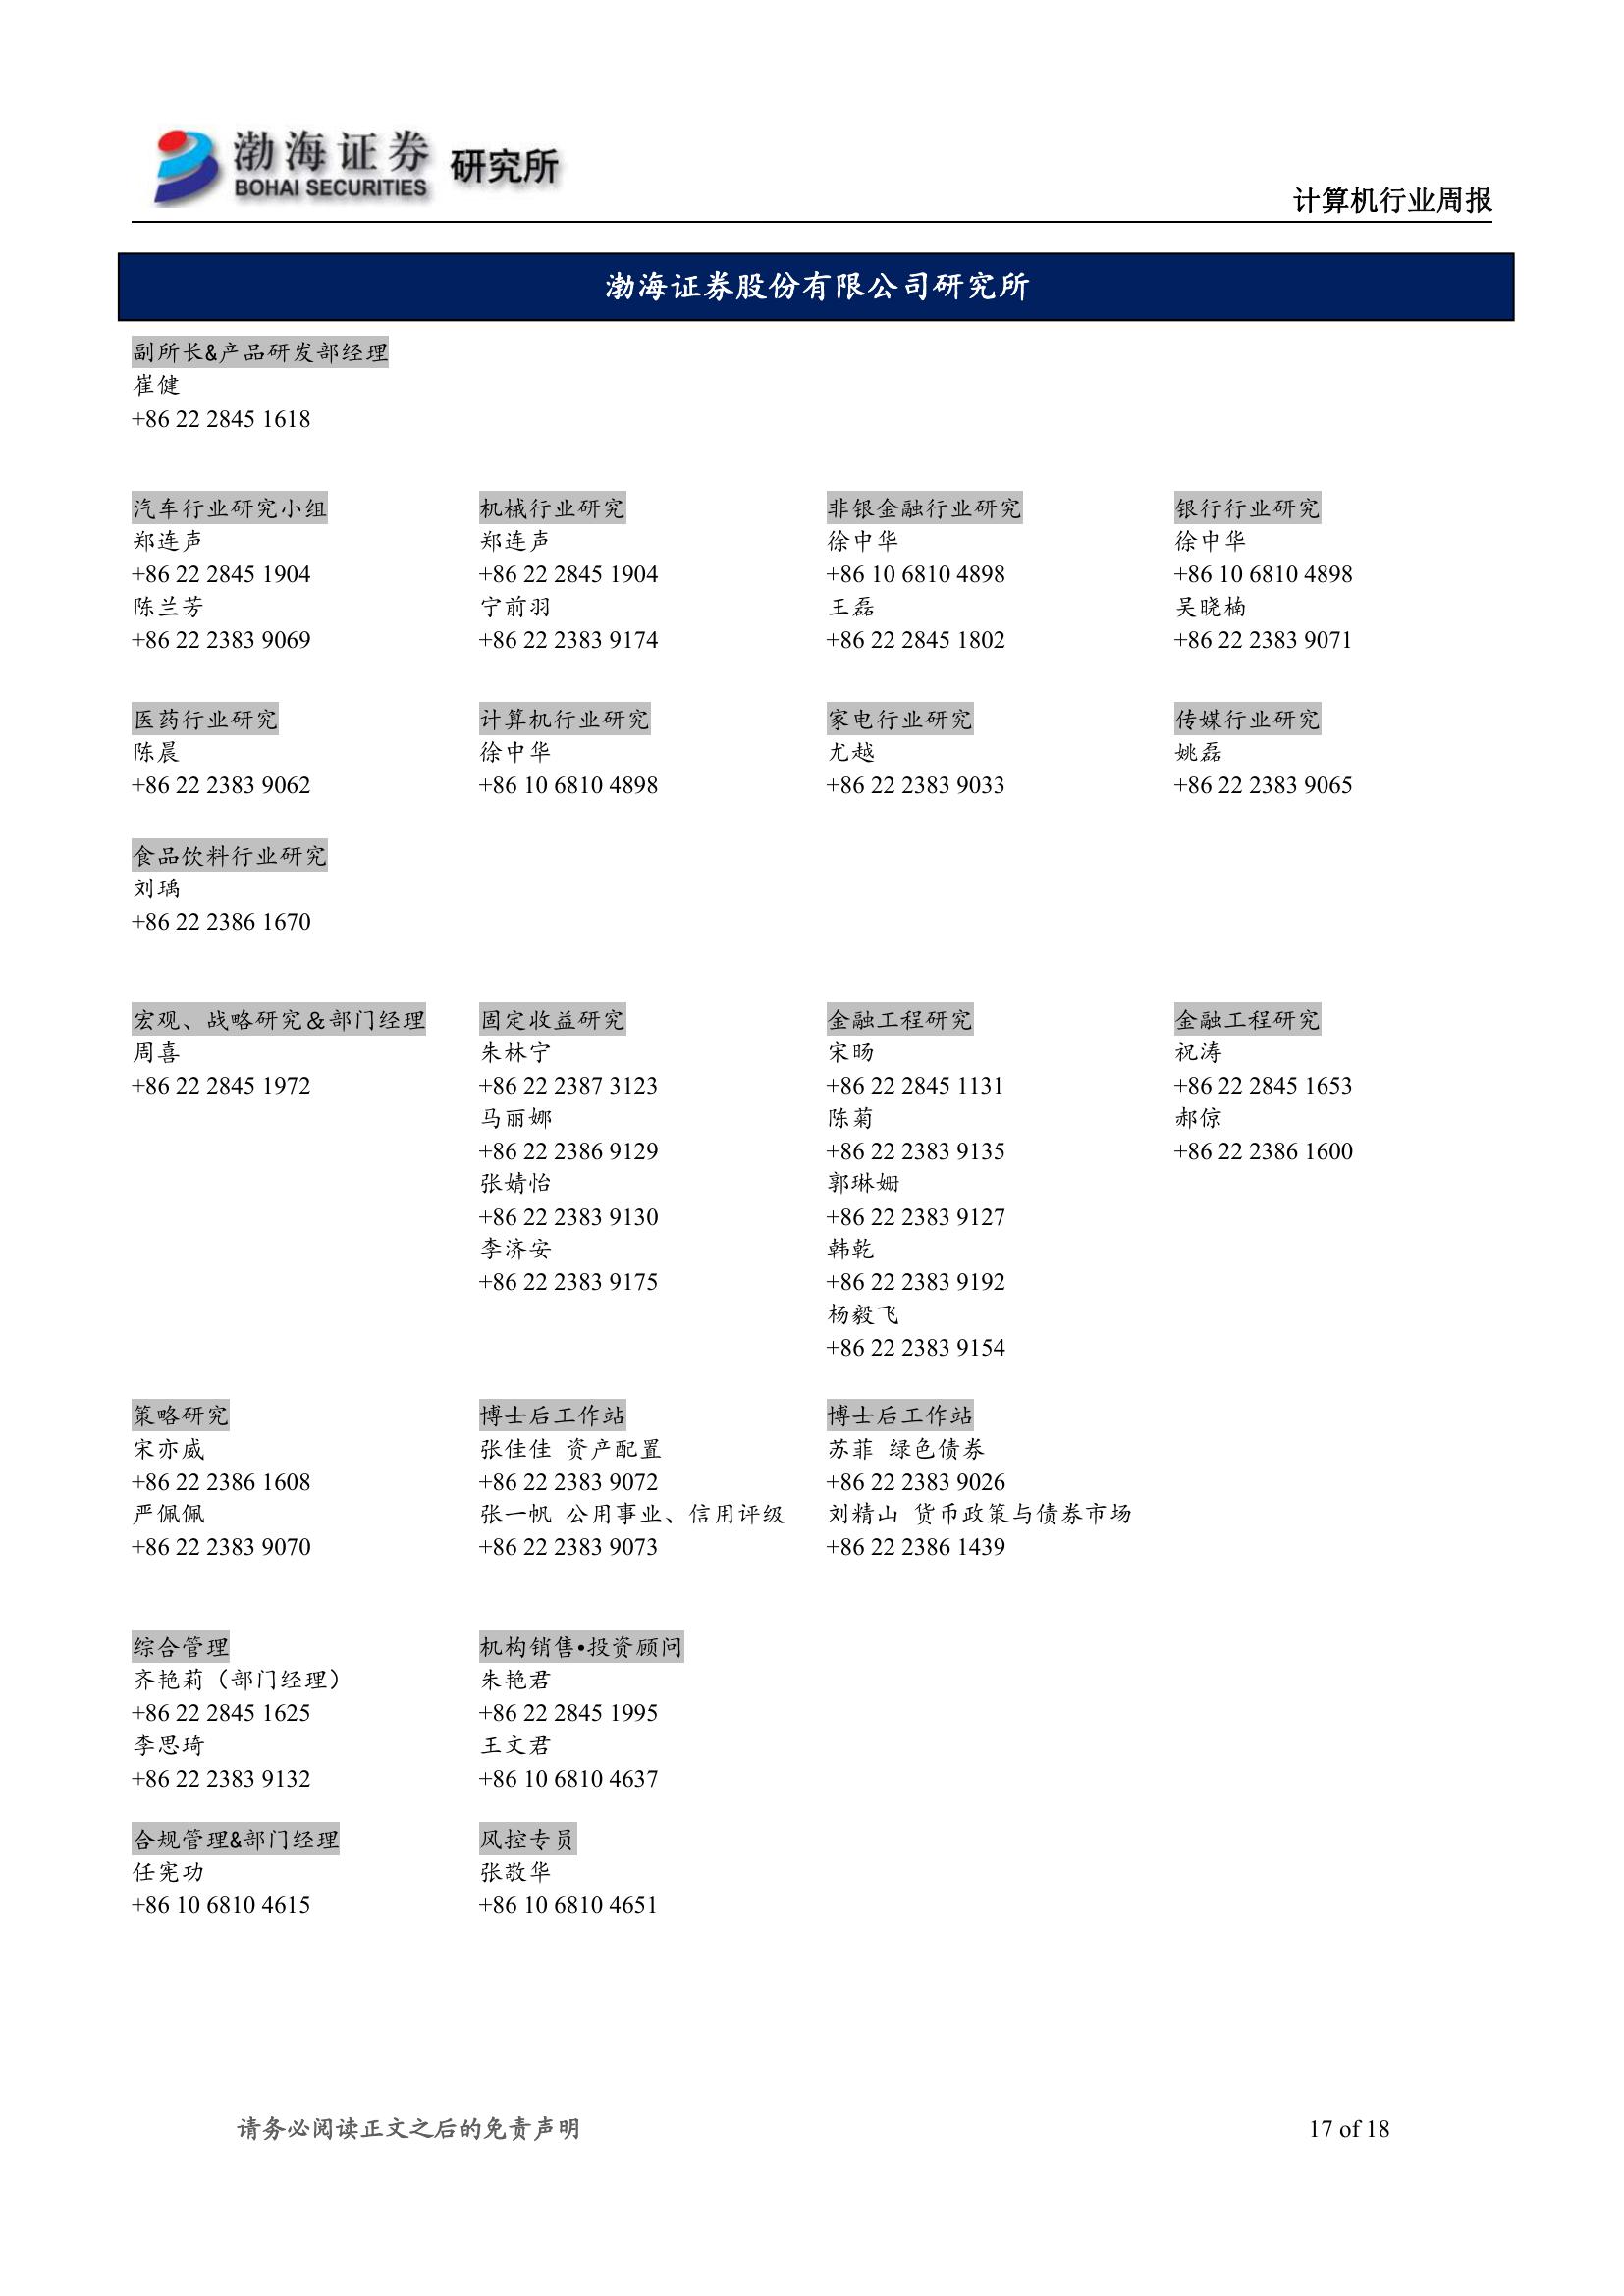 渤海证券 研究所
BOHAI SECURITIES
计算机行业周报
渤海证券股份有限公司研究所
副所长&产品研发部经理
崔健
+86 22 2845 1618
汽车行业研究小组
郑连声
+86 22 2845 1904
陈兰芳
+86 22 2383 9069
机械行业研究
郑连声
+86 22 2845 1904
宁前羽
+86 22 2383 9174
非银金融行业研究
徐中华
+86 10 6810 4898
王磊
+86 22 2845 1802
银行行业研究
徐中华
+86 10 6810 4898
吴晓楠
+86 22 2383 9071
医药行业研究
陈晨
+86 22 2383 9062
计算机行业研究
徐中华
+86 10 6810 4898
家电行业研究
尤越
+86 22 2383 9033
传媒行业研究
姚磊
+86 22 2383 9065
食品饮料行业研究
刘瑀
+86 22 2386 1670
宏观、战略研究＆部门经理
周喜
+86 22 2845 1972
固定收益研究
朱林宁
+86 22 2387 3123
马丽娜
+86 22 2386 9129
张婧怡
+86 22 2383 9130
李济安
+86 22 2383 9175
金融工程研究
宋旸
+86 22 2845 1131
陈菊
+86 22 2383 9135
郭琳姗
+86 22 2383 9127
韩乾
+86 22 2383 9192
杨毅飞
+86 22 2383 9154
金融工程研究
祝涛
+86 22 2845 1653
郝倞
+86 22 2386 1600
策略研究
宋亦威
+86 22 2386 1608
严佩佩
+86 22 2383 9070
博士后工作站
张佳佳 资产配置
+86 22 2383 9072
张一帆 公用事业、信用评级
+86 22 2383 9073
博士后工作站
苏菲 绿色债券
+86 22 2383 9026
刘精山 货币政策与债券市场
+86 22 2386 1439
综合管理
齐艳莉（部门经理）
+86 22 2845 1625
李思琦
+86 22 2383 9132
机构销售•投资顾问
朱艳君
+86 22 2845 1995
王文君
+86 10 6810 4637
合规管理&部门经理
任宪功
+86 10 6810 4615
风控专员
张敬华
+86 10 6810 4651
请务必阅读正文之后的免责声明
17 of 18